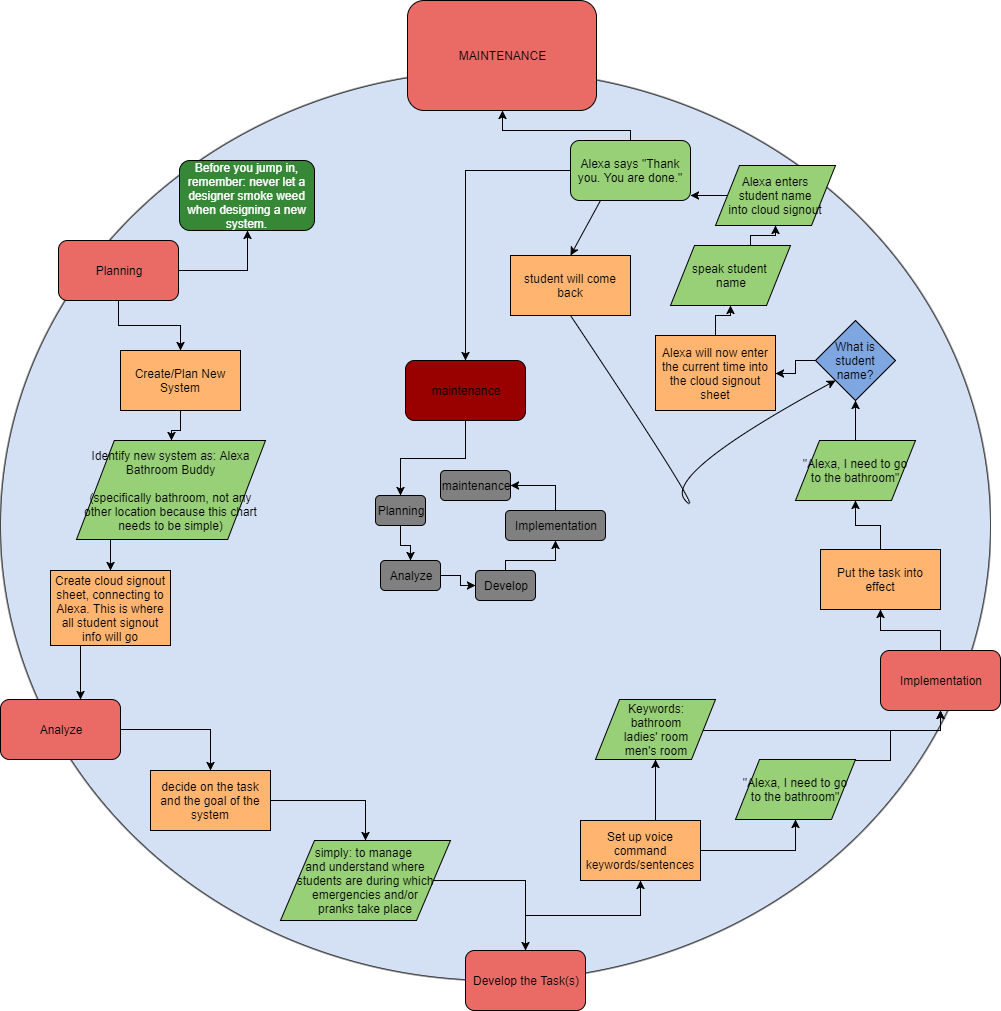 MAINTENANCE
Before you jump in,
remember: never let a
designer smoke weed
when designing a new
system.
Planning
Create/Plan New
System
Identify new system as: Alexa
Bathroom Buddy
(specifically bathroom, not any
other location because this chart
needs to be simple)
Create cloud signout
sheet, connecting to
Alexa. This is where
all student signout
info will go
Analyze
decide on the task
and the goal of the
system
simply: to manage
and understand where
students are during which
emergencies and/or
pranks take place
Develop the Task(s)
Set up voice
command
keywords/sentences
Keywords:
bathroom
ladies' room
men's room
"Alexa, I need to go
to the bathroom"
Implementation
Put the task into
effect
"Alexa, I need to go
to the bathroom"
What is
student
name?
Alexa will now enter
the current time into
the cloud signout
sheet
speak student
name
Alexa enters
student name
into cloud signout
Alexa says "Thank
you. You are done."
student will come
back
maintenance
Planning
Analyze
Develop
Implementation
maintenance